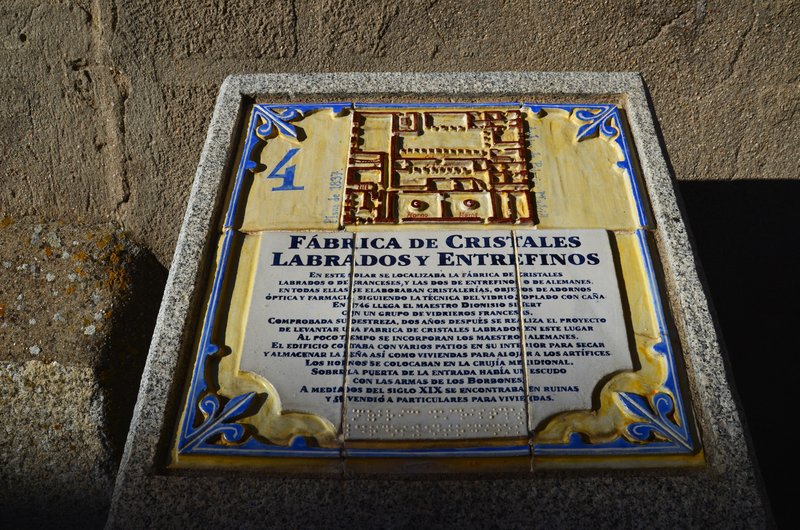 4
Plano de 1837.
Horno Horno
FÁBRICA DE CRISTALES
LABRADOS Y ENTREFINOS
EN ESTE SOLAR SE LOCALIZABA LA FÁBRICA DE CRISTALES
LABRADOS O DE FRANCESES, Y LAS DOS DE ENTREFINO O DE ALEMANES.
EN TODAS ELLAS SE ELABORABAN CRISTALERÍAS, OBJETOS DE ADORNOS
ÓPTICA Y FARMACIA, SIGUIENDO LA TÉCNICA DEL VIDRIO SOPLADO CON CAÑA
EN 1746 LLEGA EL MAESTRO DIONISIO SIBERT
CON UN GRUPO DE VIDRIEROS FRANCESES.
COMPROBADA SU DESTREZA, DOS AÑOS DESPUÉS SE REALIZA EL PROYECTO
DE LEVANTAR UNA FABRICA DE CRISTALES LABRADOS EN ESTE LUGAR
AL POCO TIEMPO SE INCORPORAN LOS MAESTROS ALEMANES.
EL EDIFICIO CONTABA CON VARIOS PATIOS EN SU INTERIOR PARA SECAR
Y ALMACENAR LA LEÑA ASÍ COMO VIVIENDAS PARA ALOJAR A LOS ARTÍFICES.
LOS HORNOS SE COLOCABAN EN LA CRUJÍA MERIDIONAL.
SOBRE LA PUERTA DE LA ENTRADA HABÍA UN ESCUDO
CON LAS ARMAS DE LOS BORBONES.
A MEDIADOS DEL SIGLO XIX SE ENCONTRABA EN RUINAS
Y SE VENDIÓ A PARTICULARES PARA VIVIENDAS.